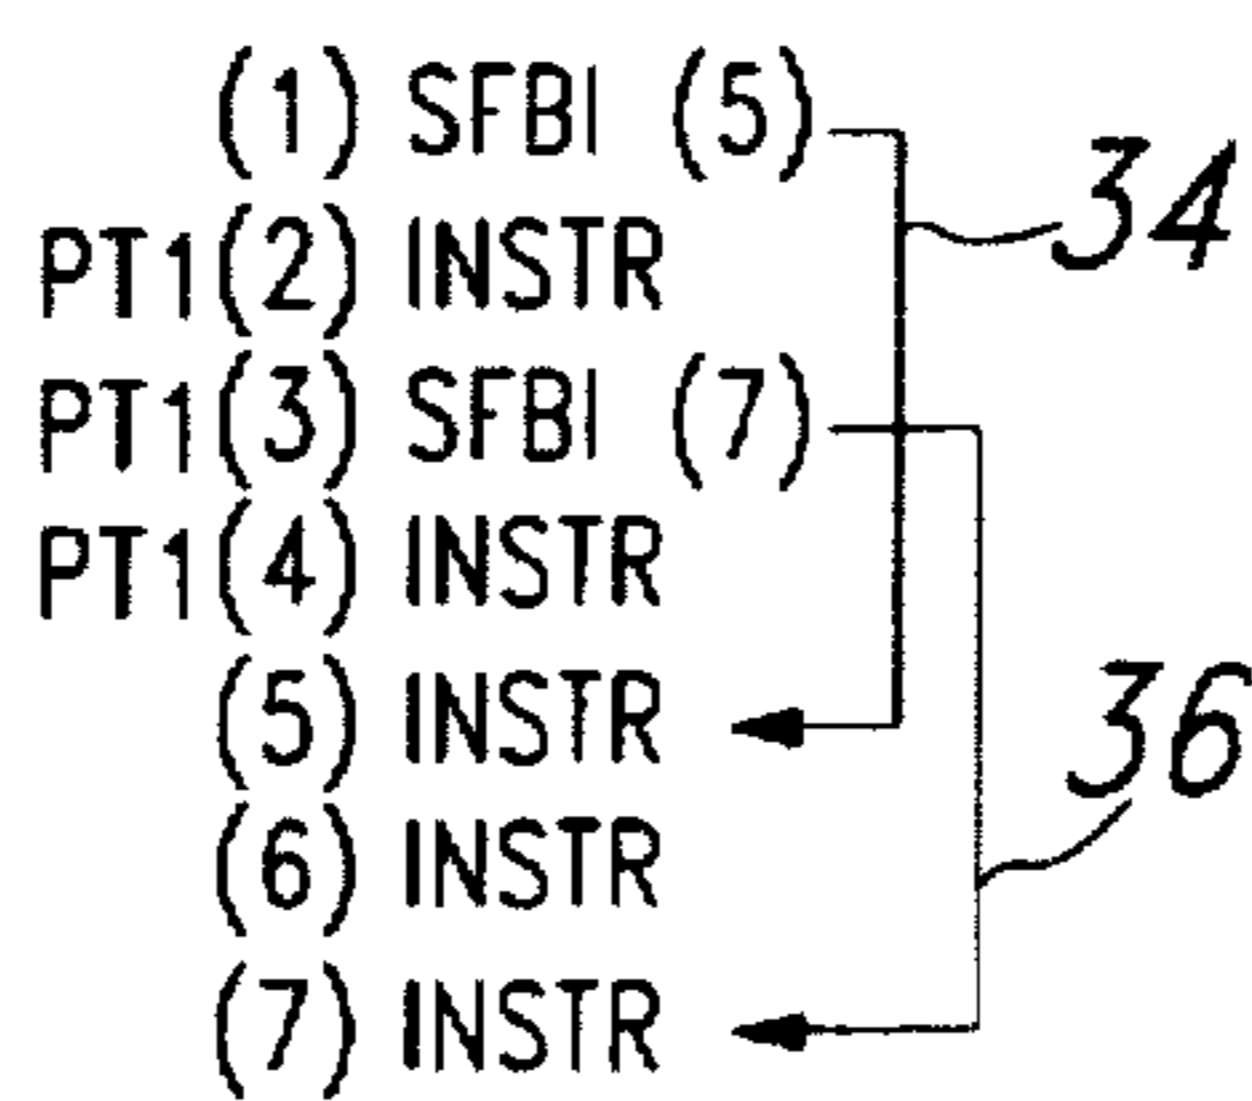 (1) SFBI (5)
34
PT1(2) INSTR
PT1(3) SFBI (7)
PT1(4) INSTR
(5) INSTR
36
(6) INSTR
(7) INSTR